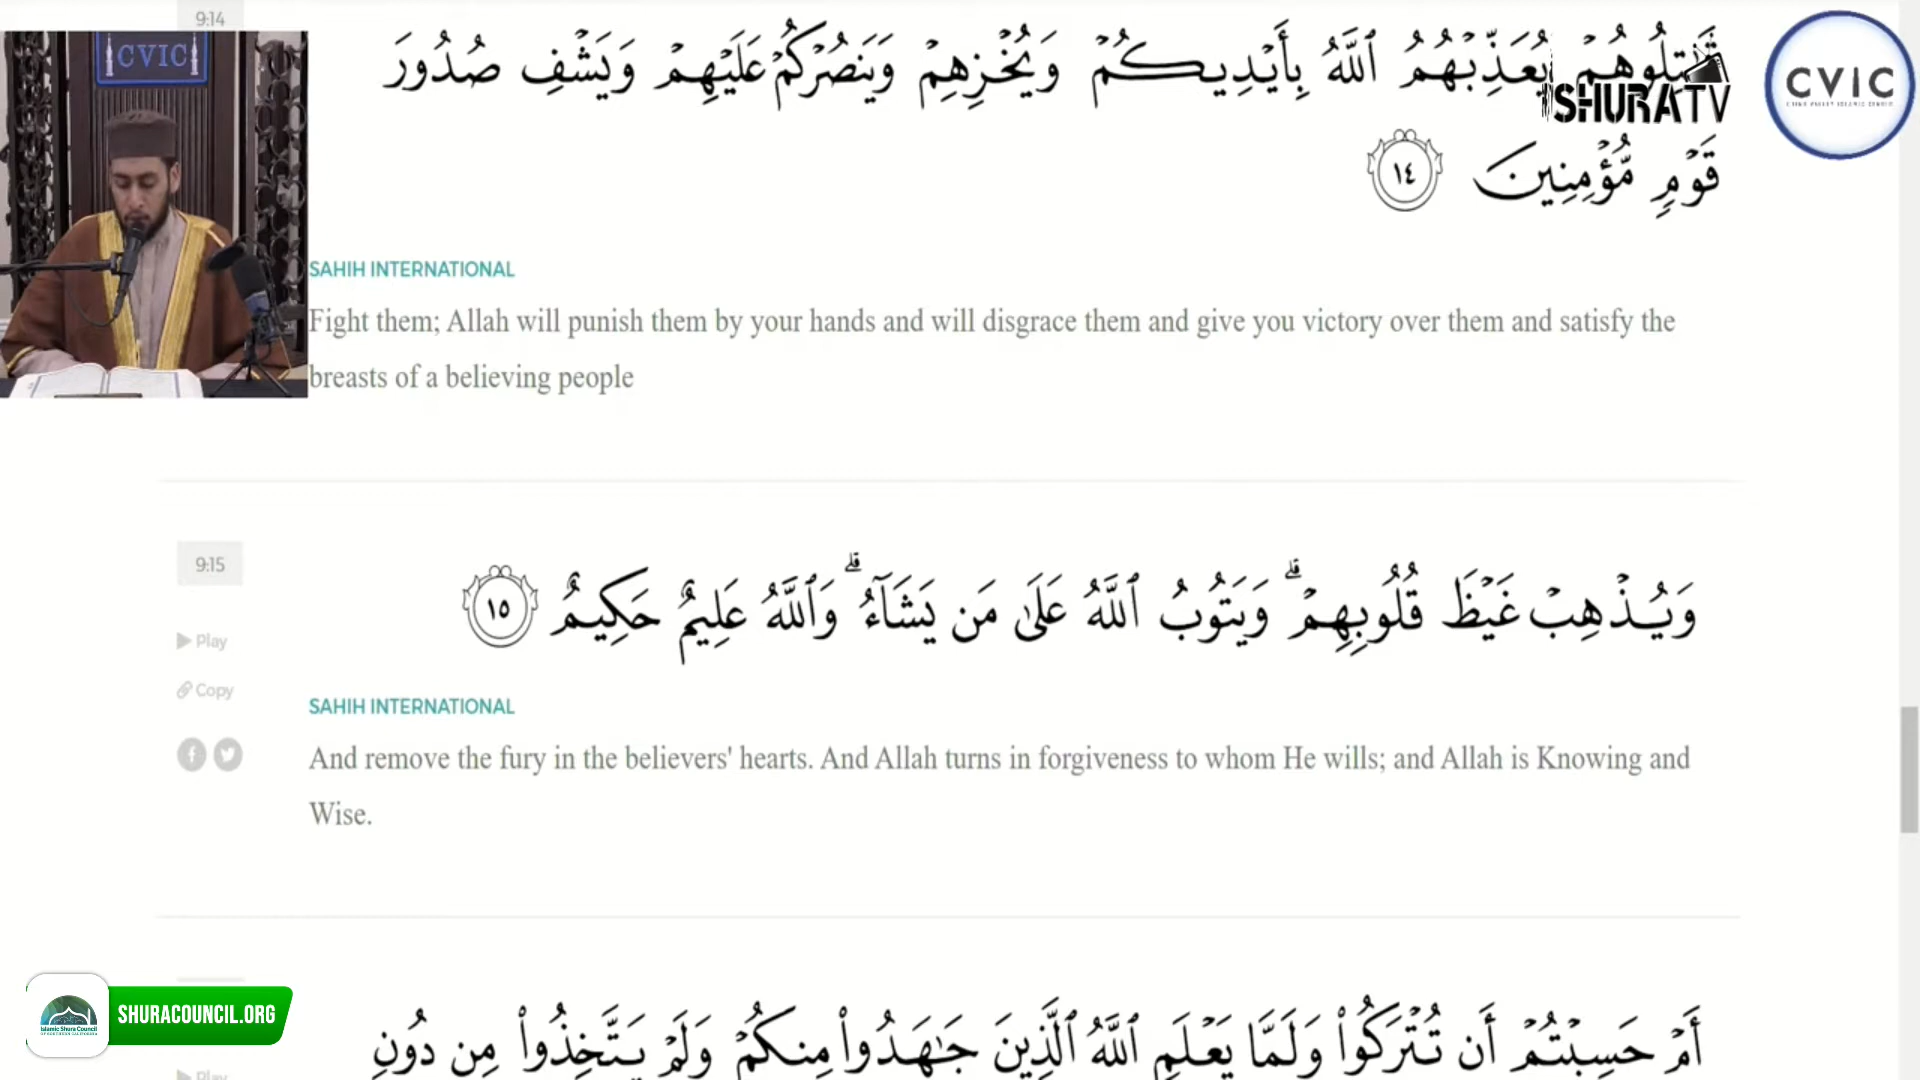 9:14
CVIC
قَٰتِلُوهُمْ يُعَذِّبْهُمُ ٱللَّهُ بِأَيْدِيكُمْ وَيُخْزِهِمْ وَيَنصُرْكُمْ عَلَيْهِمْ وَيَشْفِ صُدُورَ
SHURATV
CVIC
قَوْمٍ مُّؤْمِنِينَ ١٤
SAHIH INTERNATIONAL
Fight them; Allah will punish them by your hands and will disgrace them and give you victory over them and satisfy the
breasts of a believing people
9:15
وَيُذْهِبْ غَيْظَ قُلُوبِهِمْ ۗ وَيَتُوبُ ٱللَّهُ عَلَىٰ مَن يَشَآءُ ۗ وَٱللَّهُ عَلِيمٌ حَكِيمٌ ١٥
Play
Copy
SAHIH INTERNATIONAL
And remove the fury in the believers' hearts. And Allah turns in forgiveness to whom He wills; and Allah is Knowing and
Wise.
Islamic Shura Council
SHURACOUNCIL.ORG
أَمْ حَسِبْتُمْ أَن تُتْرَكُوا۟ وَلَمَّا يَعْلَمِ ٱللَّهُ ٱلَّذِينَ جَٰهَدُوا۟ مِنكُمْ وَلَمْ يَتَّخِذُوا۟ مِن دُونِ
Play